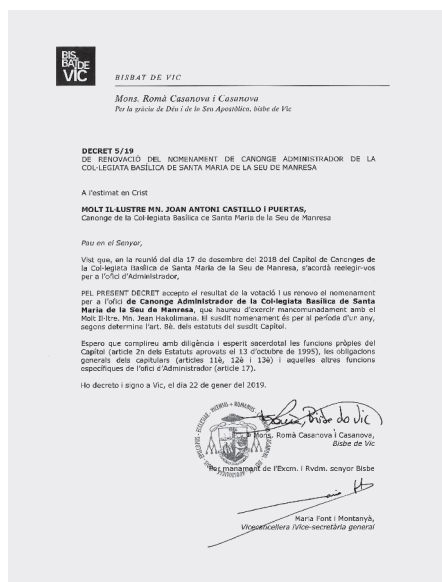 BIS
BAT DE
VIC
BISBAT DE VIC
Mons. Romà Casanova i Casanova
Per la gràcia de Déu i de la Seu Apostòlica, bisbe de Vic
DECRET 5/19
DE RENOVACIÓ DEL NOMENAMENT DE CANONGE ADMINISTRADOR DE LA
COL·LEGIATA BASÍLICA DE SANTA MARIA DE LA SEU DE MANRESA
A l'estimat en Crist
MOLT IL·LUSTRE MN. JOAN ANTONI CASTILLO i PUERTAS,
Canonge de la Col·legiata Basílica de Santa Maria de la Seu de Manresa
Pau en el Senyor,
Vist que, en la reunió del dia 17 de desembre del 2018 del Capítol de Canonges de
la Col·legiata Basílica de Santa Maria de la Seu de Manresa, s'acordà reelegir-vos
per a l'ofici d'Administrador,
PEL PRESENT DECRET accepto el resultat de la votació i us renovo el nomenament
per a l'ofici de Canonge Administrador de la Col·legiata Basílica de Santa
Maria de la Seu de Manresa, que haureu d'exercir mancomunadament amb el
Molt Il·ltre. Mn. Jean Hakolimana. El susdit nomenament és per al període d'un any,
segons determina l'art. 8è. dels estatuts del susdit Capítol.
Espero que complireu amb diligència i esperit sacerdotal les funcions pròpies del
Capítol (article 2n dels Estatuts aprovats el 13 d'octubre de 1995), les obligacions
generals dels capitulars (articles 11è, 12è i 13è) i aquelles altres funcions
específiques de l'ofici d'Administrador (article 17).
Ho decreto i signo a Vic, el dia 22 de gener del 2019.
Bisbe de Vic
Mons. Romà Casanova i Casanova,
Bisbe de Vic
Per manament de l'Excm. i Rvdm. senyor Bisbe
Maria Font i Montanyà,
Vicecancellera i Vice-secretària general